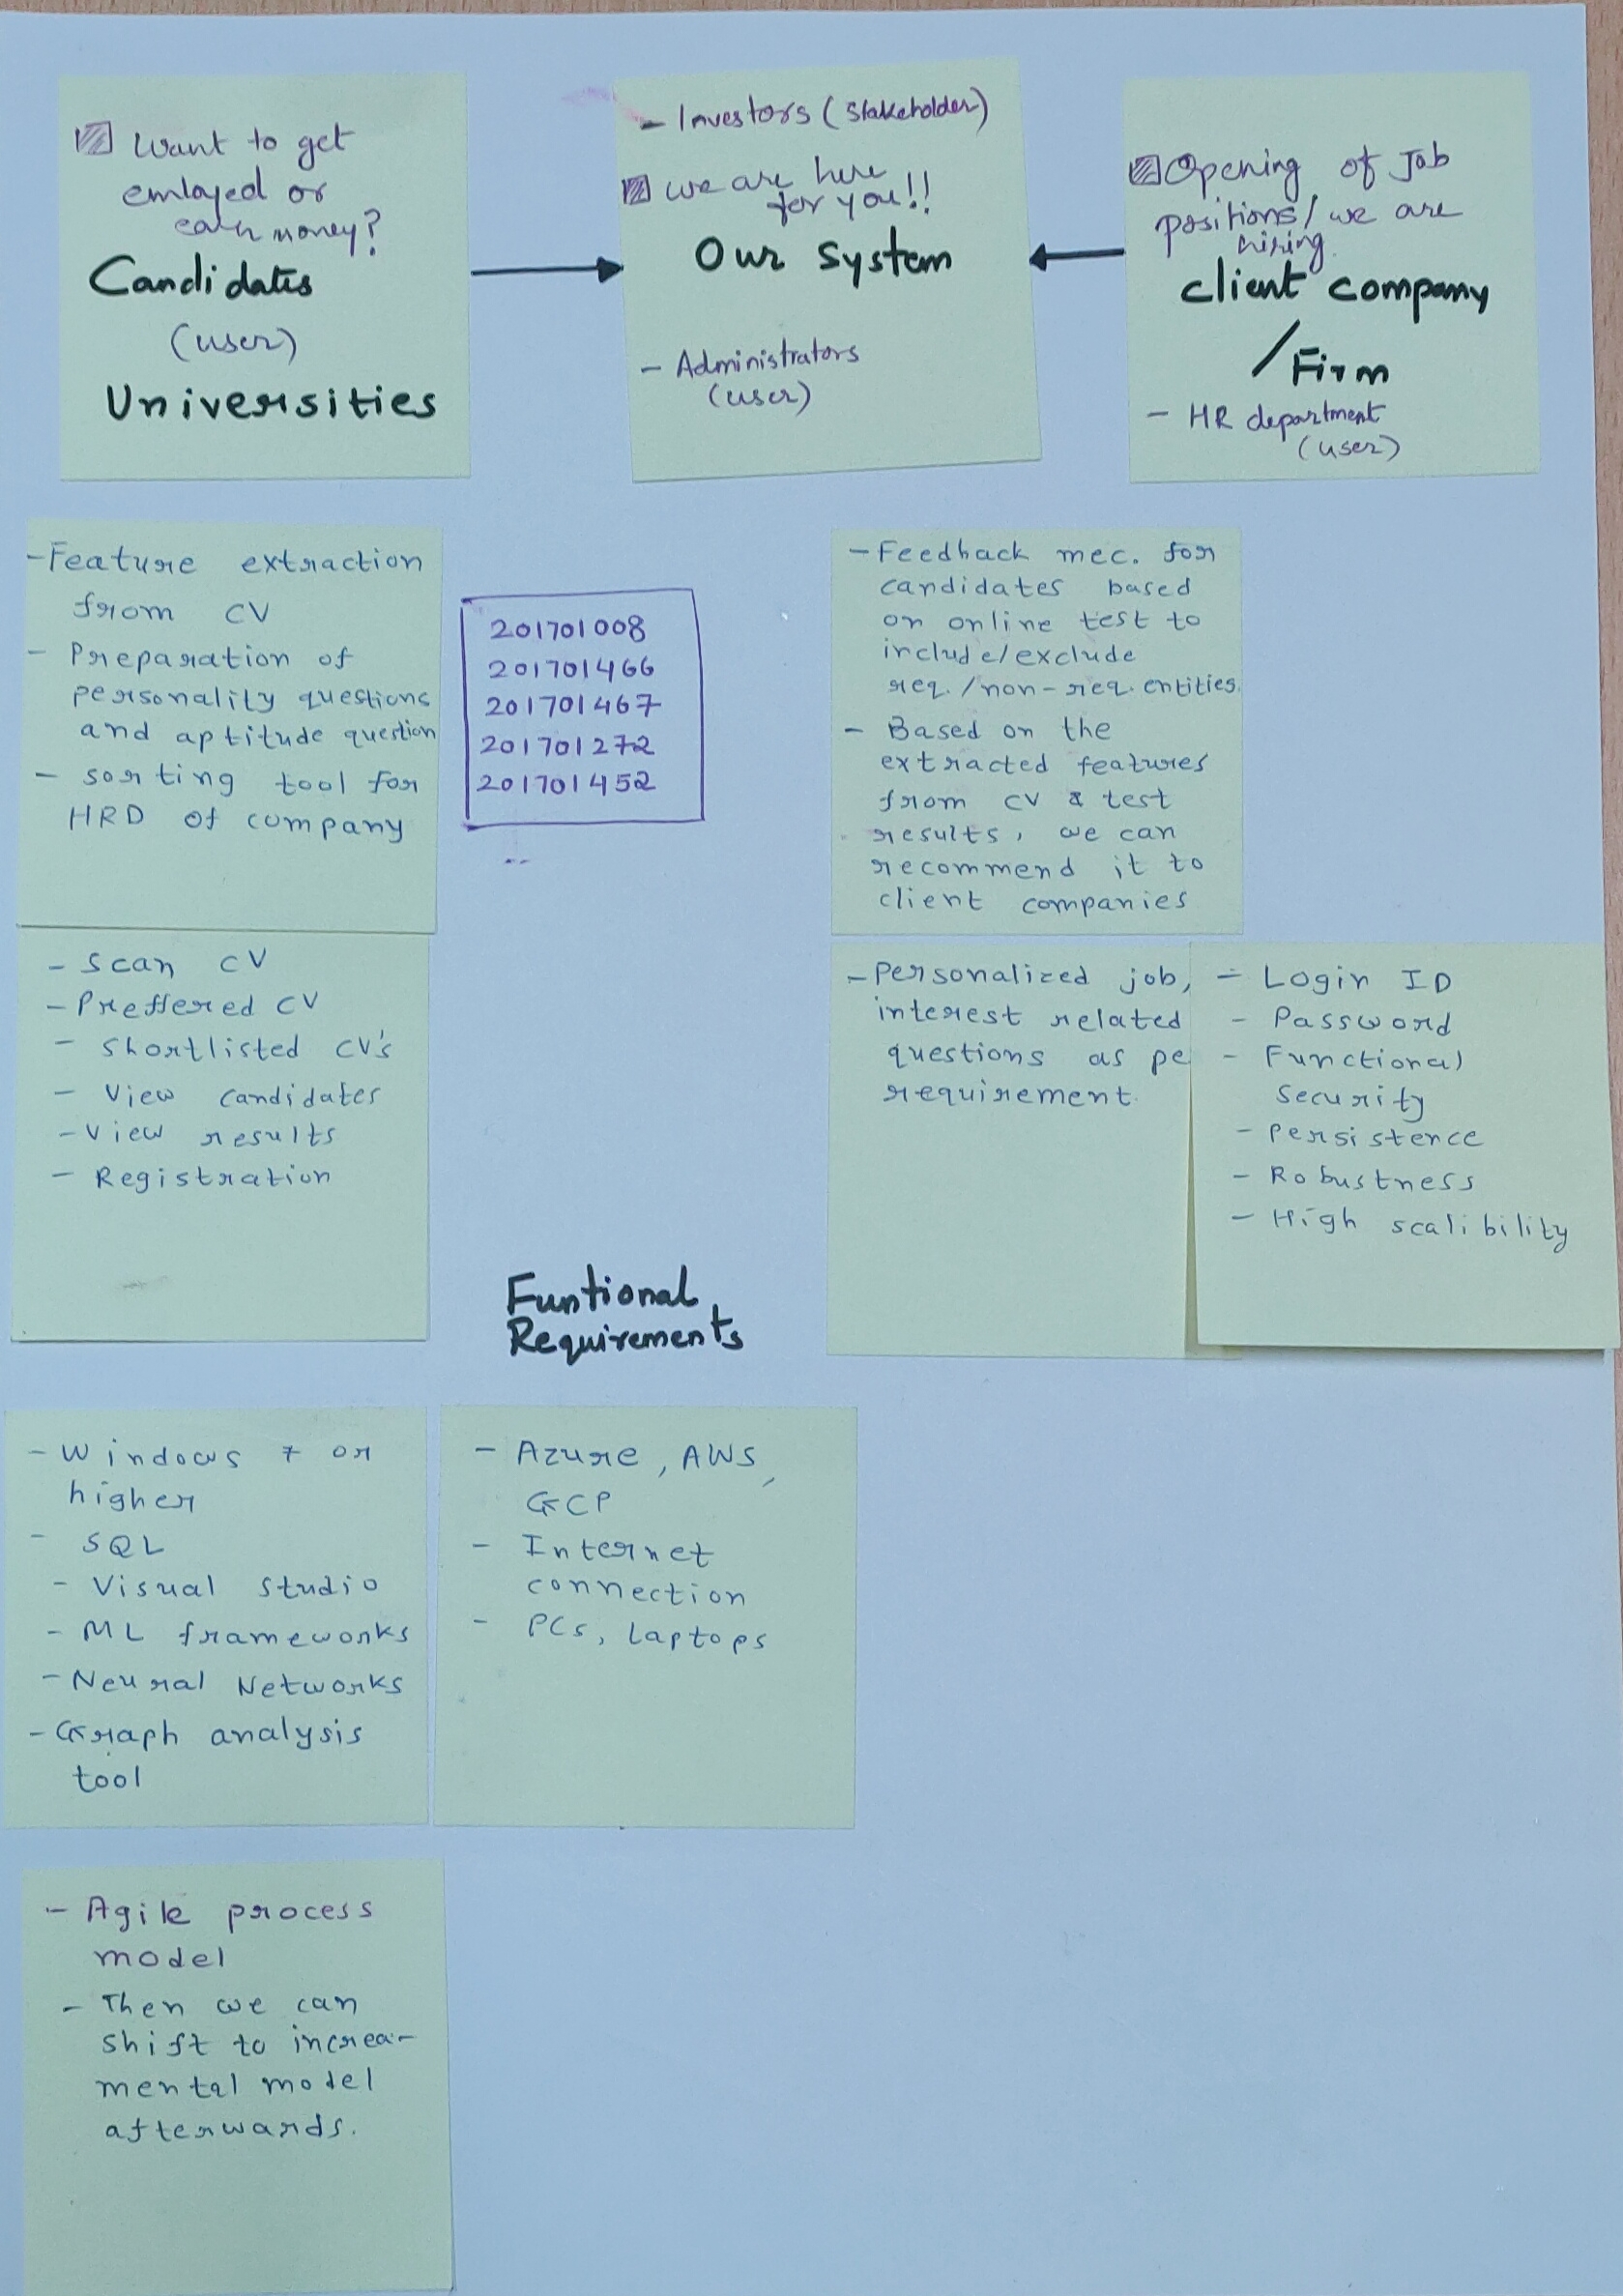 Want to get
emloyed or
earn money?
Candidates
(user)
Universities
- Investors (Stakeholder)
we are here
for you!!
Our System
- Administrators
(user)
Opening of Job
positions/we are
hiring.
client company
/Firm
- HR department
(user)
- Feature extraction
from CV
- Preparation of
personality questions
and aptitude question
- sorting tool for
HRD of company
201701008
201701466
201701467
201701272
201701452
- Feedback mec. for
candidates based
on online test to
include/exclude
req./non-req. entities.
- Based on the
extracted features
from CV & test
results, we can
recommend it to
client companies
- Scan CV
- Preffered CV
- Shortlisted CV's
- View candidates
- View results
- Registration
- Personalized job,
interest related
questions as pe
requirement.
- Login ID
- Password
- Functional
Security
- Persistence
- Robustness
- High scalibility
Funtional
Requirements
- Windows 7 or
higher
- SQL
- Visual Studio
- ML frameworks
- Neural Networks
- Graph analysis
tool
- Azure, AWS,
GCP
- Internet
connection
- PCs, Laptops
- Agile process
model
- Then we can
shift to increa-
mental model
afterwards.